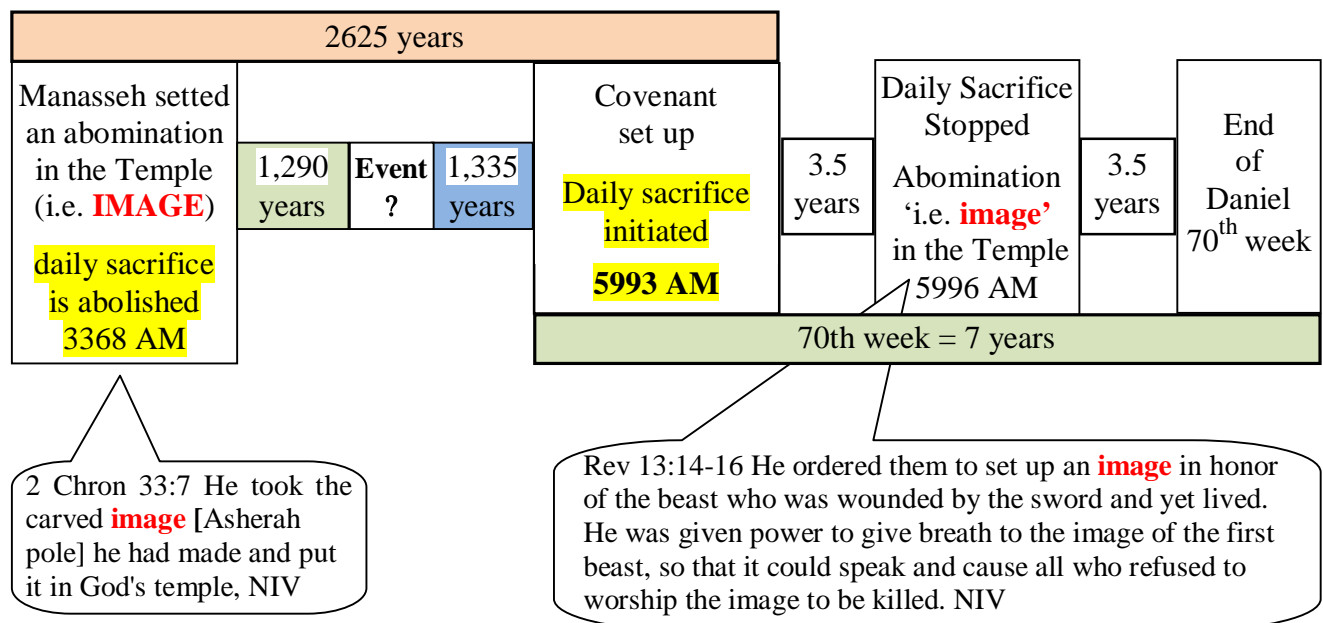 2625 years
Manasseh setted
an abomination
in the Temple
(i.e. IMAGE)
daily sacrifice
is abolished
3368 AM
1,290
years
Event
?
1,335
years
Covenant
set up
Daily sacrifice
initiated
5993 AM
3.5
years
Daily Sacrifice
Stopped
Abomination
‘i.e. image’
in the Temple
5996 AM
3.5
years
End
of
Daniel
70th week
70th week = 7 years
2 Chron 33:7 He took the
carved image [Asherah
pole] he had made and put
it in God's temple, NIV
Rev 13:14-16 He ordered them to set up an image in honor
of the beast who was wounded by the sword and yet lived.
He was given power to give breath to the image of the first
beast, so that it could speak and cause all who refused to
worship the image to be killed. NIV